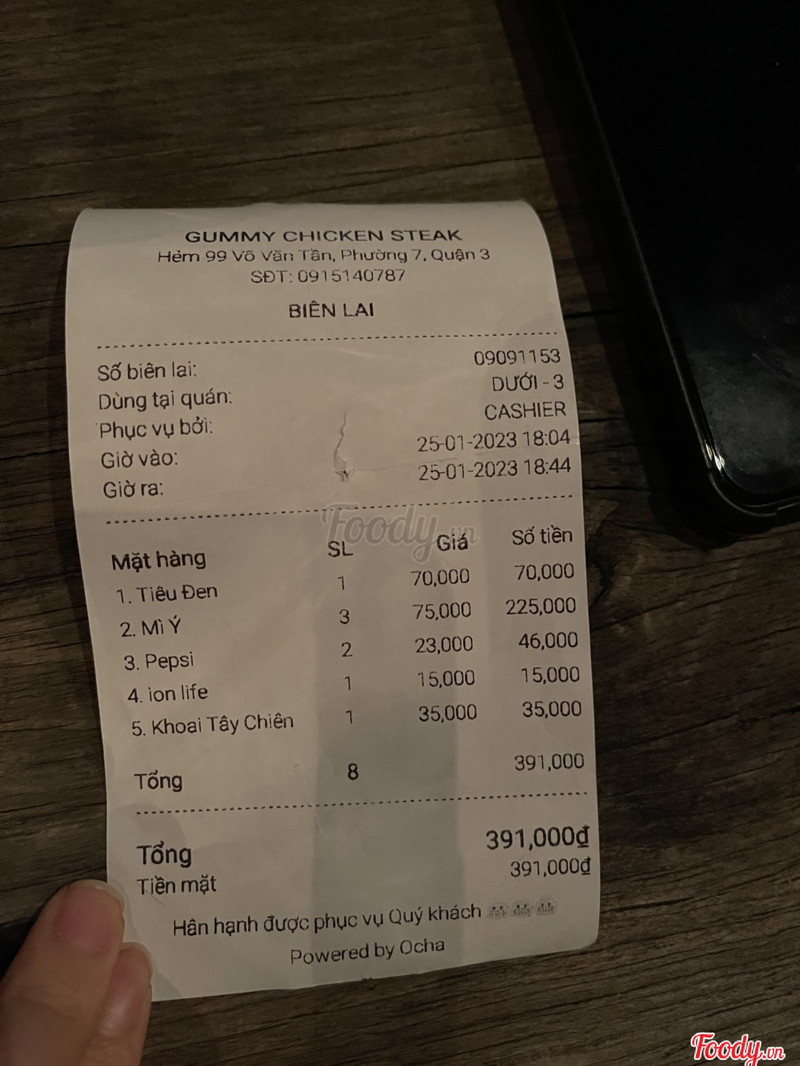 GUMMY CHICKEN STEAK
Hẻm 99 Võ Văn Tần, Phường 7, Quận 3
SĐT: 0915140787
BIÊN LAI
Số biên lai: 09091153
Dùng tại quán: DƯỚI - 3
Phục vụ bởi: CASHIER
Giờ vào: 25-01-2023 18:04
Giờ ra: 25-01-2023 18:44
Foody.vn
Mặt hàng SL Giá Số tiền
1. Tiêu Đen 1 70,000 70,000
2. Mì Ý 3 75,000 225,000
3. Pepsi 2 23,000 46,000
4. ion life 1 15,000 15,000
5. Khoai Tây Chiên 1 35,000 35,000
Tổng 8 391,000
Tổng 391,000₫
Tiền mặt 391,000₫
Hân hạnh được phục vụ Quý khách
Powered by Ocha
Foody.vn